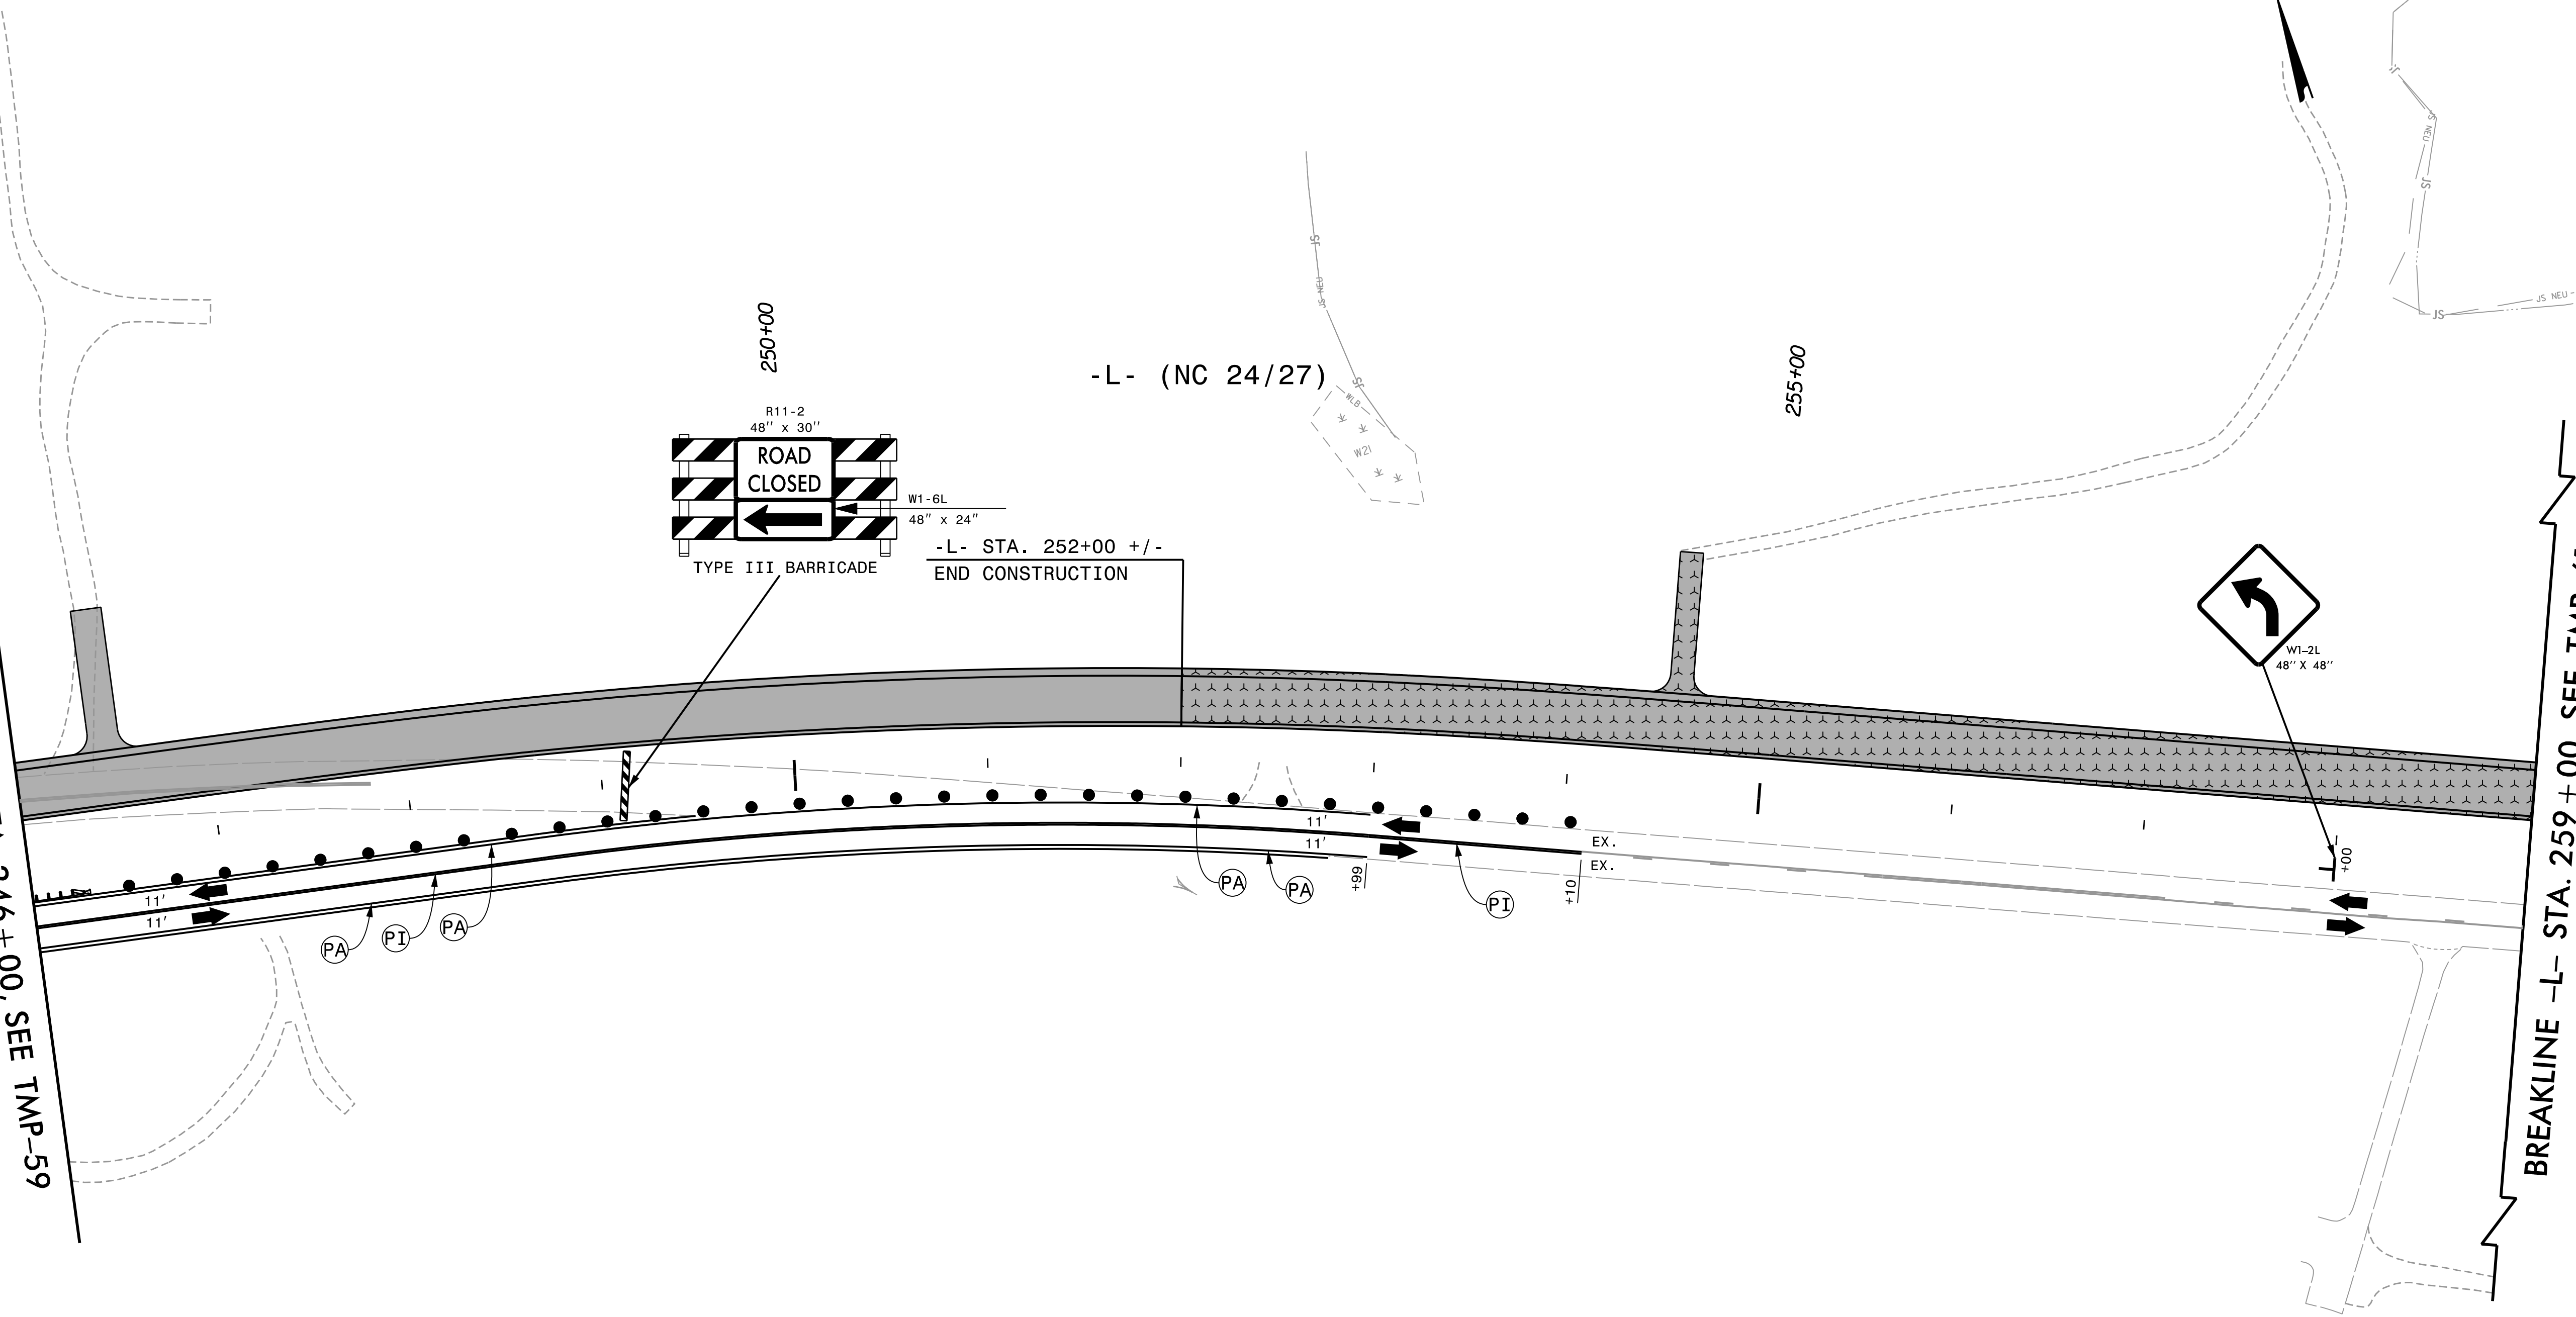 250+00
-L- (NC 24/27)
255+00
R11-2
48'' x 30''
ROAD
CLOSED
W1-6L
48" x 24"
TYPE III BARRICADE
-L- STA. 252+00 +/-
END CONSTRUCTION
JS
JS NEU
JS
WLB
W21
JS
JS NEU
JS
JS
JS NEU
W1-2L
48'' X 48''
11'
11'
PA
PI
PA
11'
11'
PA
PA
+99
PI
+10
EX.
EX.
+00
46+00, SEE TMP-59
BREAKLINE -L- STA. 259+00 SEE